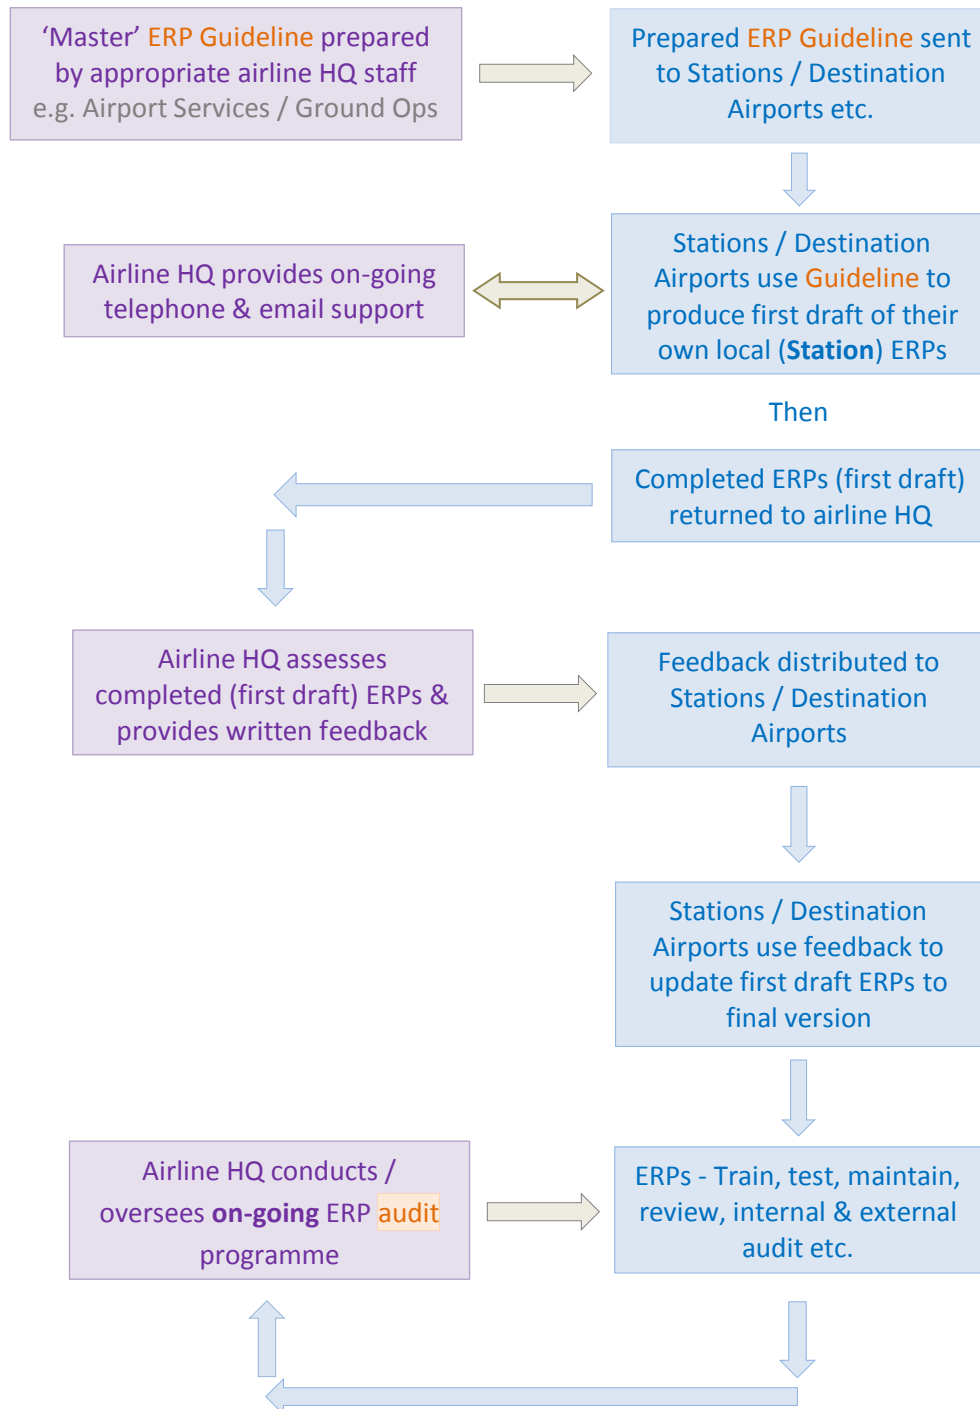 ‘Master’ ERP Guideline prepared
by appropriate airline HQ staff
e.g. Airport Services / Ground Ops
Prepared ERP Guideline sent
to Stations / Destination
Airports etc.
Stations / Destination
Airports use Guideline to
produce first draft of their
own local (Station) ERPs
Airline HQ provides on-going
telephone & email support
Then
Completed ERPs (first draft)
returned to airline HQ
Airline HQ assesses
completed (first draft) ERPs &
provides written feedback
Feedback distributed to
Stations / Destination
Airports
Stations / Destination
Airports use feedback to
update first draft ERPs to
final version
Airline HQ conducts /
oversees on-going ERP audit
programme
ERPs - Train, test, maintain,
review, internal & external
audit etc.